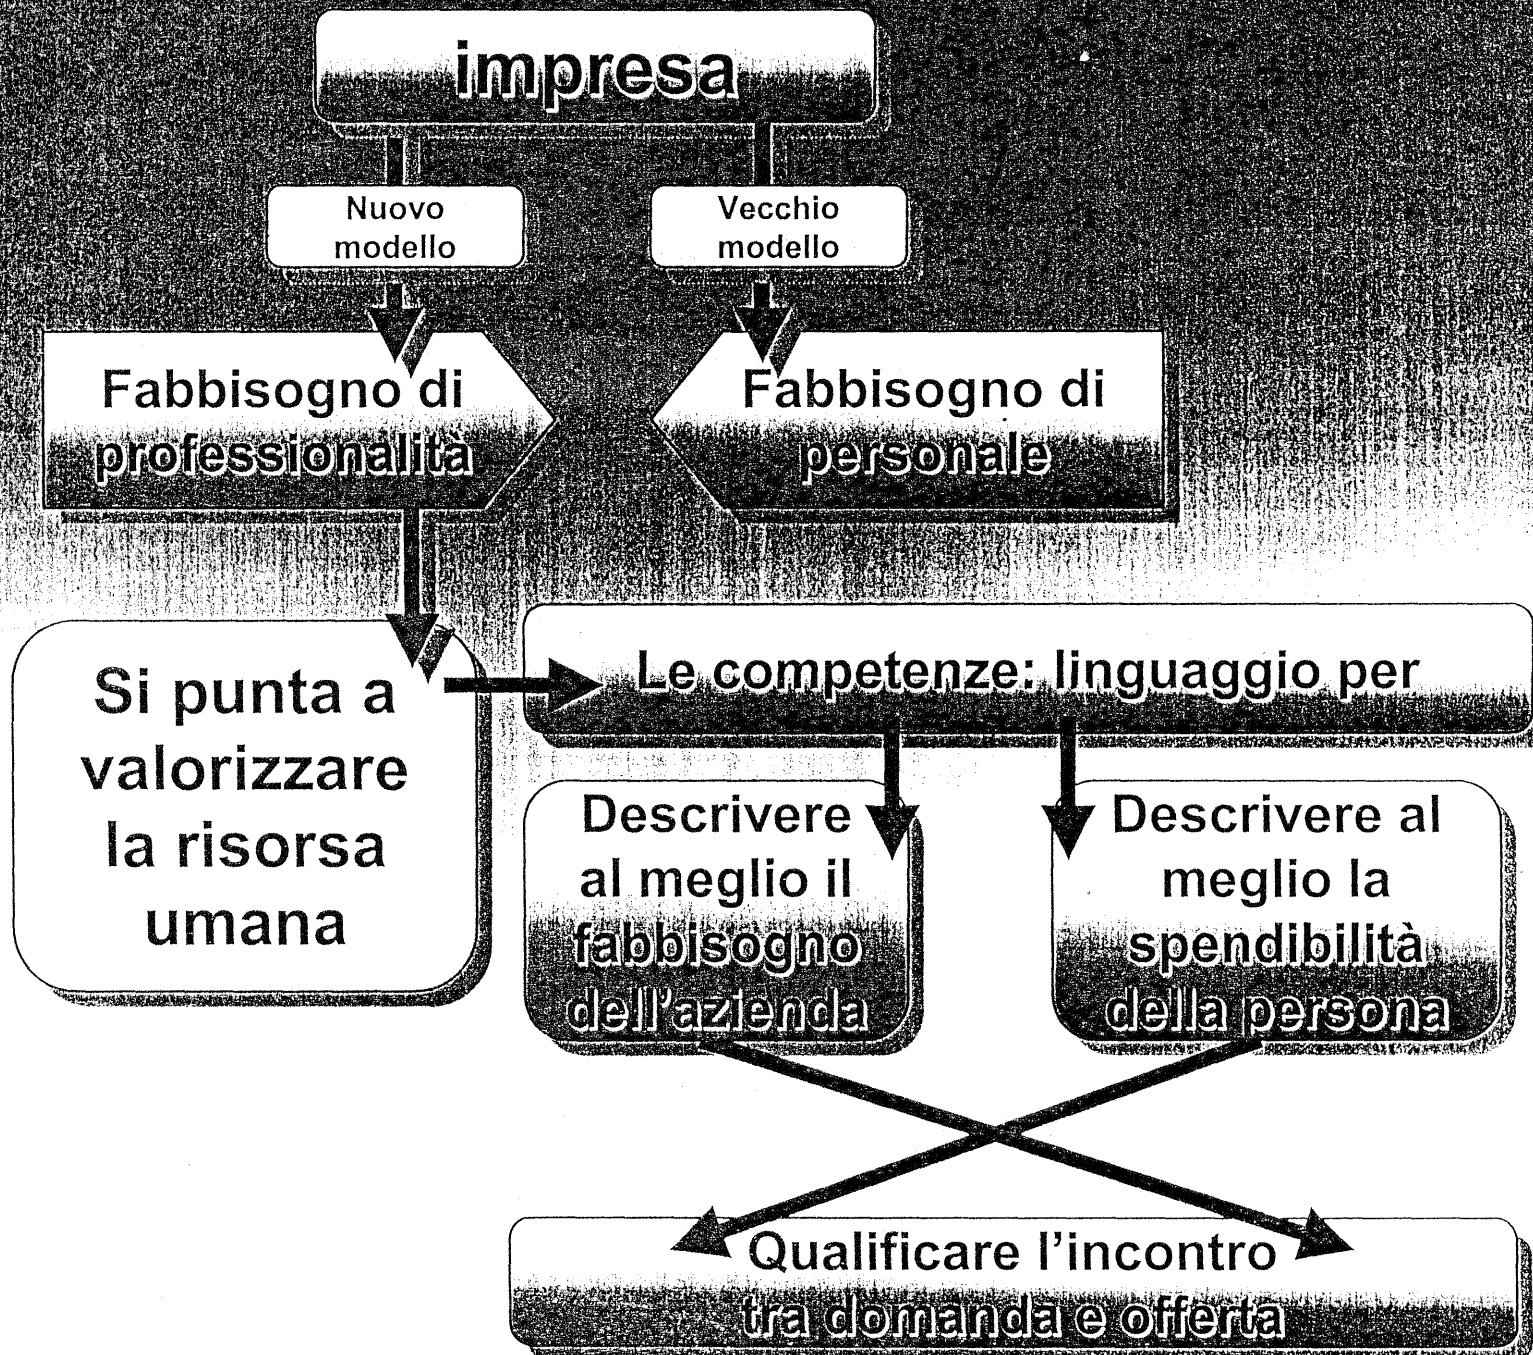 impresa
Nuovo
modello
Vecchio
modello
Fabbisogno di
professionalità
Fabbisogno di
personale
Si punta a
valorizzare
la risorsa
umana
Le competenze: linguaggio per
Descrivere
al meglio il
fabbisogno
dell'azienda
Descrivere al
meglio la
spendibilità
della persona
Qualificare l'incontro
tra domanda e offerta